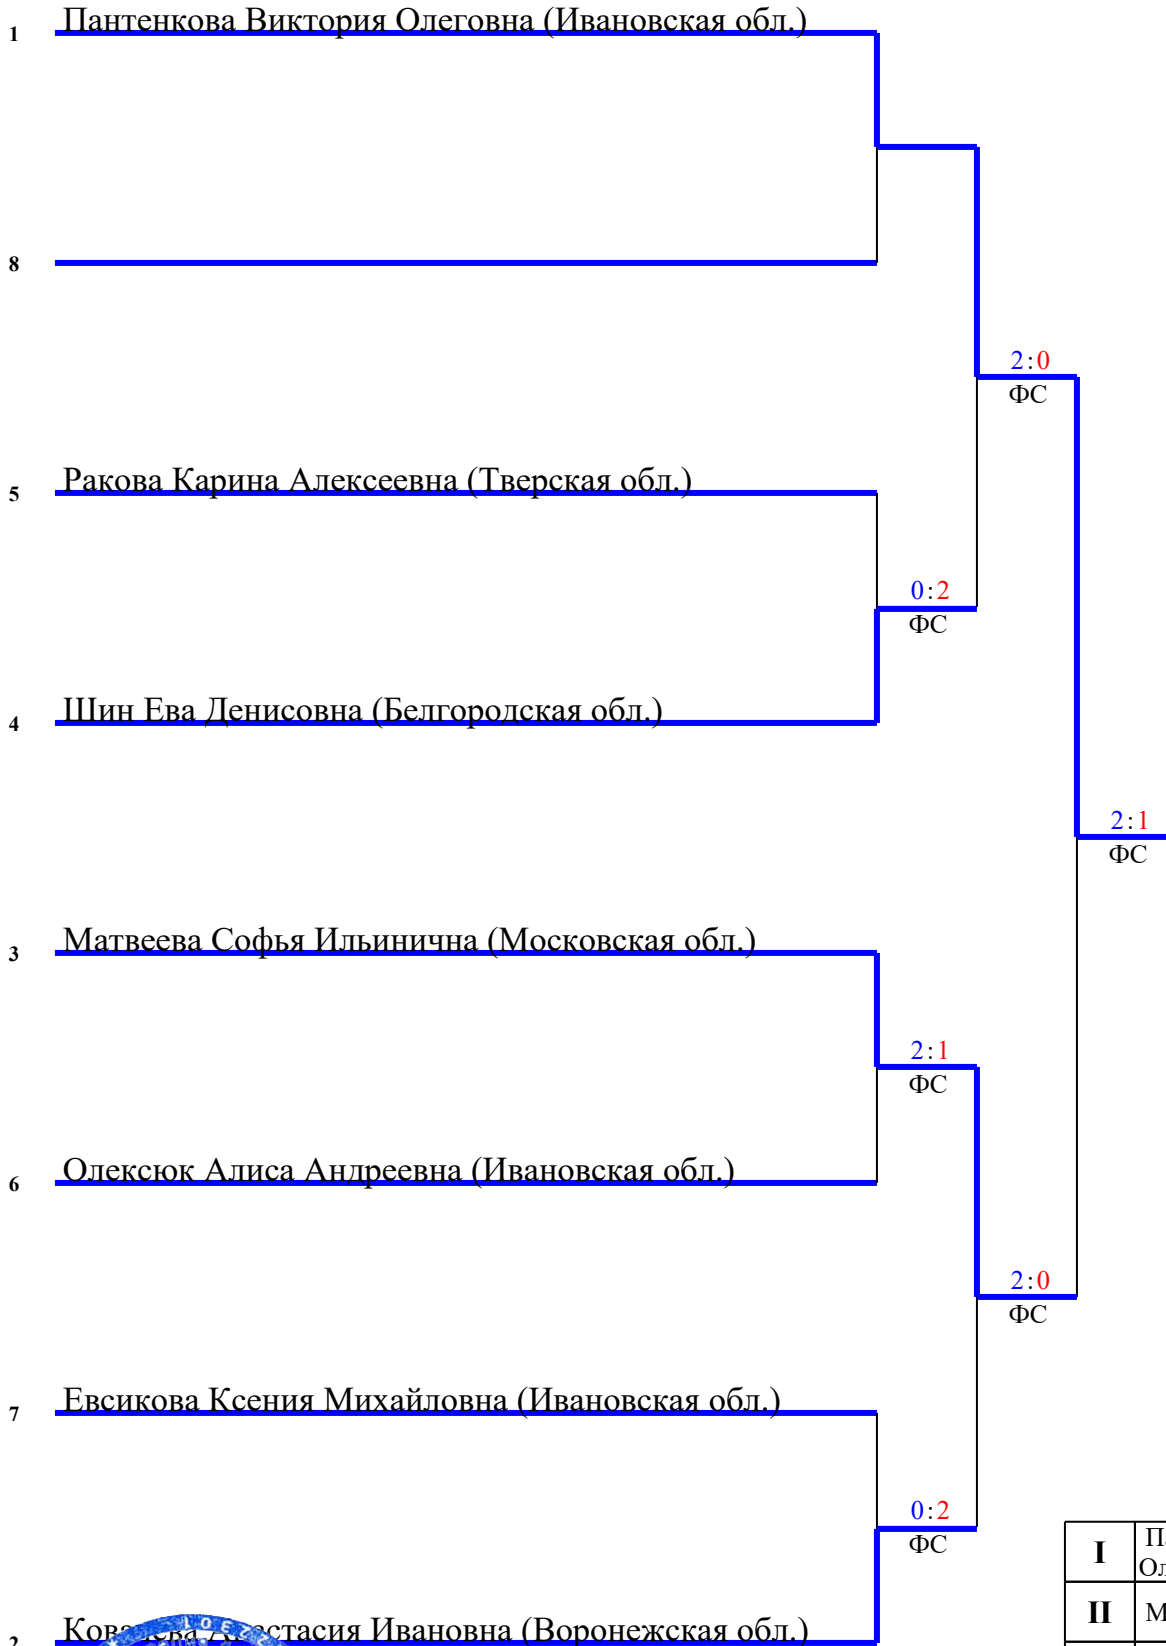 Пантенкова Виктория Олеговна (Ивановская обл.)
1
8
2:0
ФС
Ракова Карина Алексеевна (Тверская обл.)
5
0:2
ФС
Шин Ева Денисовна (Белгородская обл.)
4
2:1
ФС
Матвеева Софья Ильинична (Московская обл.)
3
2:1
ФС
Олексюк Алиса Андреевна (Ивановская обл.)
6
2:0
ФС
Евсикова Ксения Михайловна (Ивановская обл.)
7
0:2
ФС
I
II
Ивановна (Воронежская обл.)
2